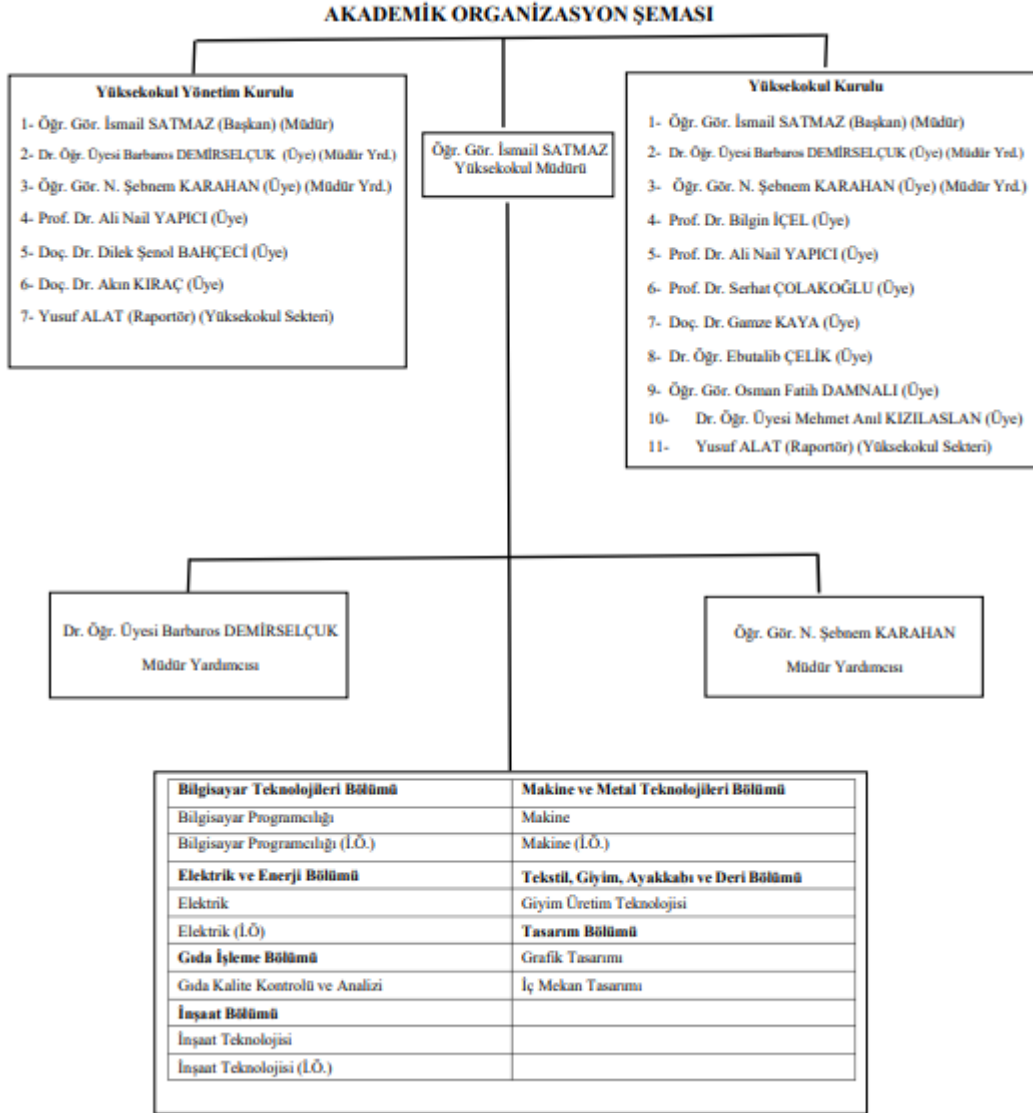 AKADEMİK ORGANİZASYON ŞEMASI
Yüksekokul Yönetim Kurulu
1- Öğr. Gör. İsmail SATMAZ (Başkan) (Müdür)
2- Dr. Öğr. Üyesi Barbaros DEMİRSELÇUK (Üye) (Müdür Yrd.)
3- Öğr. Gör. N. Şebnem KARAHAN (Üye) (Müdür Yrd.)
4- Prof. Dr. Ali Nail YAPICI (Üye)
5- Doç. Dr. Dilek Şenol BAHÇECİ (Üye)
6- Doç. Dr. Akın KIRAÇ (Üye)
7- Yusuf ALAT (Raportör) (Yüksekokul Sekteri)
Öğr. Gör. İsmail SATMAZ
Yüksekokul Müdürü
Yüksekokul Kurulu
1- Öğr. Gör. İsmail SATMAZ (Başkan) (Müdür)
2- Dr. Öğr. Üyesi Barbaros DEMİRSELÇUK (Üye) (Müdür Yrd.)
3- Öğr. Gör. N. Şebnem KARAHAN (Üye) (Müdür Yrd.)
4- Prof. Dr. Bilgin İÇEL (Üye)
5- Prof. Dr. Ali Nail YAPICI (Üye)
6- Prof. Dr. Serhat ÇOLAKOĞLU (Üye)
7- Doç. Dr. Gamze KAYA (Üye)
8- Dr. Öğr. Ebutalib ÇELİK (Üye)
9- Öğr. Gör. Osman Fatih DAMNALI (Üye)
10- Dr. Öğr. Üyesi Mehmet Anıl KIZILASLAN (Üye)
11- Yusuf ALAT (Raportör) (Yüksekokul Sekteri)
Dr. Öğr. Üyesi Barbaros DEMİRSELÇUK
Müdür Yardımcısı
Öğr. Gör. N. Şebnem KARAHAN
Müdür Yardımcısı
Bilgisayar Teknolojileri Bölümü Makine ve Metal Teknolojileri Bölümü
Bilgisayar Programcılığı Makine
Bilgisayar Programcılığı (İ.Ö.) Makine (İ.Ö.)
Elektrik ve Enerji Bölümü Tekstil, Giyim, Ayakkabı ve Deri Bölümü
Elektrik Giyim Üretim Teknolojisi
Elektrik (İ.Ö) Tasarım Bölümü
Gıda İşleme Bölümü Grafik Tasarımı
Gıda Kalite Kontrolü ve Analizi İç Mekan Tasarımı
İnşaat Bölümü
İnşaat Teknolojisi
İnşaat Teknolojisi (İ.Ö.)